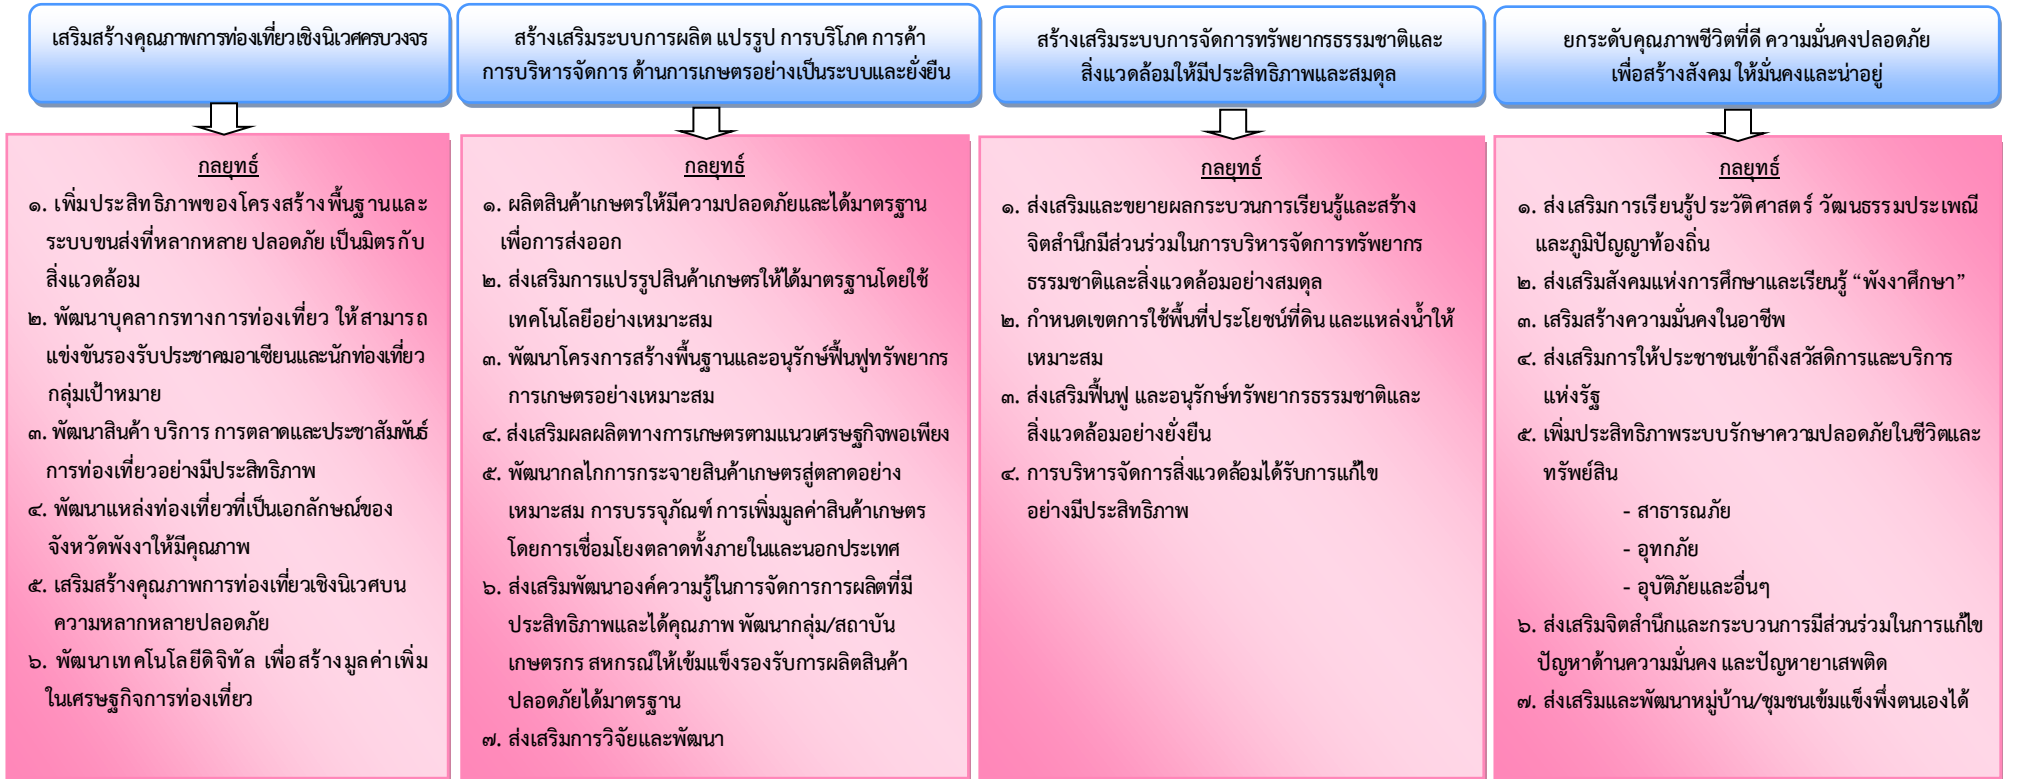 เสริมสร้างคุณภาพการท่องเที่ยวเชิงนิเวศครบวงจร
กลยุทธ์
๑. เพิ่มประสิทธิภาพของโครงสร้างพื้นฐานและ
ระบบขนส่งที่หลากหลาย ปลอดภัย เป็นมิตรกับ
สิ่งแวดล้อม
๒. พัฒนาบุคลากรทางการท่องเที่ยว ให้สามารถ
แข่งขันรองรับประชาคมอาเซียนและนักท่องเที่ยว
กลุ่มเป้าหมาย
๓. พัฒนาสินค้า บริการ การตลาดและประชาสัมพันธ์
การท่องเที่ยวอย่างมีประสิทธิภาพ
๔. พัฒนาแหล่งท่องเที่ยวที่เป็นเอกลักษณ์ของ
จังหวัดพังงาให้มีคุณภาพ
๕. เสริมสร้างคุณภาพการท่องเที่ยวเชิงนิเวศบน
ความหลากหลายปลอดภัย
๖. พัฒนาเทคโนโลยีดิจิทัล เพื่อสร้างมูลค่าเพิ่ม
ในเศรษฐกิจการท่องเที่ยว
สร้างเสริมระบบการผลิต แปรรูป การบริโภค การค้า
การบริหารจัดการ ด้านการเกษตรอย่างเป็นระบบและยั่งยืน
กลยุทธ์
๑. ผลิตสินค้าเกษตรให้มีความปลอดภัยและได้มาตรฐาน
เพื่อการส่งออก
๒. ส่งเสริมการแปรรูปสินค้าเกษตรให้ได้มาตรฐานโดยใช้
เทคโนโลยีอย่างเหมาะสม
๓. พัฒนาโครงการสร้างพื้นฐานและอนุรักษ์ฟื้นฟูทรัพยากร
การเกษตรอย่างเหมาะสม
๔. ส่งเสริมผลผลิตทางการเกษตรตามแนวเศรษฐกิจพอเพียง
๕. พัฒนากลไกการกระจายสินค้าเกษตรสู่ตลาดอย่าง
เหมาะสม การบรรจุภัณฑ์ การเพิ่มมูลค่าสินค้าเกษตร
โดยการเชื่อมโยงตลาดทั้งภายในและนอกประเทศ
๖. ส่งเสริมพัฒนาองค์ความรู้ในการจัดการการผลิตที่มี
ประสิทธิภาพและได้คุณภาพ พัฒนากลุ่ม/สถาบัน
เกษตรกร สหกรณ์ให้เข้มแข็งรองรับการผลิตสินค้า
ปลอดภัยได้มาตรฐาน
๗. ส่งเสริมการวิจัยและพัฒนา
สร้างเสริมระบบการจัดการทรัพยากรธรรมชาติและ
สิ่งแวดล้อมให้มีประสิทธิภาพและสมดุล
กลยุทธ์
๑. ส่งเสริมและขยายผลกระบวนการเรียนรู้และสร้าง
จิตสำนึกมีส่วนร่วมในการบริหารจัดการทรัพยากร
ธรรมชาติและสิ่งแวดล้อมอย่างสมดุล
๒. กำหนดเขตการใช้พื้นที่ประโยชน์ที่ดิน และแหล่งน้ำให้
เหมาะสม
๓. ส่งเสริมฟื้นฟู และอนุรักษ์ทรัพยากรธรรมชาติและ
สิ่งแวดล้อมอย่างยั่งยืน
๔. การบริหารจัดการสิ่งแวดล้อมได้รับการแก้ไข
อย่างมีประสิทธิภาพ
ยกระดับคุณภาพชีวิตที่ดี ความมั่นคงปลอดภัย
เพื่อสร้างสังคม ให้มั่นคงและน่าอยู่
กลยุทธ์
๑. ส่งเสริมการเรียนรู้ประวัติศาสตร์ วัฒนธรรมประเพณี
และภูมิปัญญาท้องถิ่น
๒. ส่งเสริมสังคมแห่งการศึกษาและเรียนรู้ “พังงาศึกษา”
๓. เสริมสร้างความมั่นคงในอาชีพ
๔. ส่งเสริมการให้ประชาชนเข้าถึงสวัสดิการและบริการ
แห่งรัฐ
๕. เพิ่มประสิทธิภาพระบบรักษาความปลอดภัยในชีวิตและ
ทรัพย์สิน
- สาธารณภัย
- อุทกภัย
- อุบัติภัยและอื่นๆ
๖. ส่งเสริมจิตสำนึกและกระบวนการมีส่วนร่วมในการแก้ไข
ปัญหาด้านความมั่นคง และปัญหายาเสพติด
๗. ส่งเสริมและพัฒนาหมู่บ้าน/ชุมชนเข้มแข็งพึ่งตนเองได้